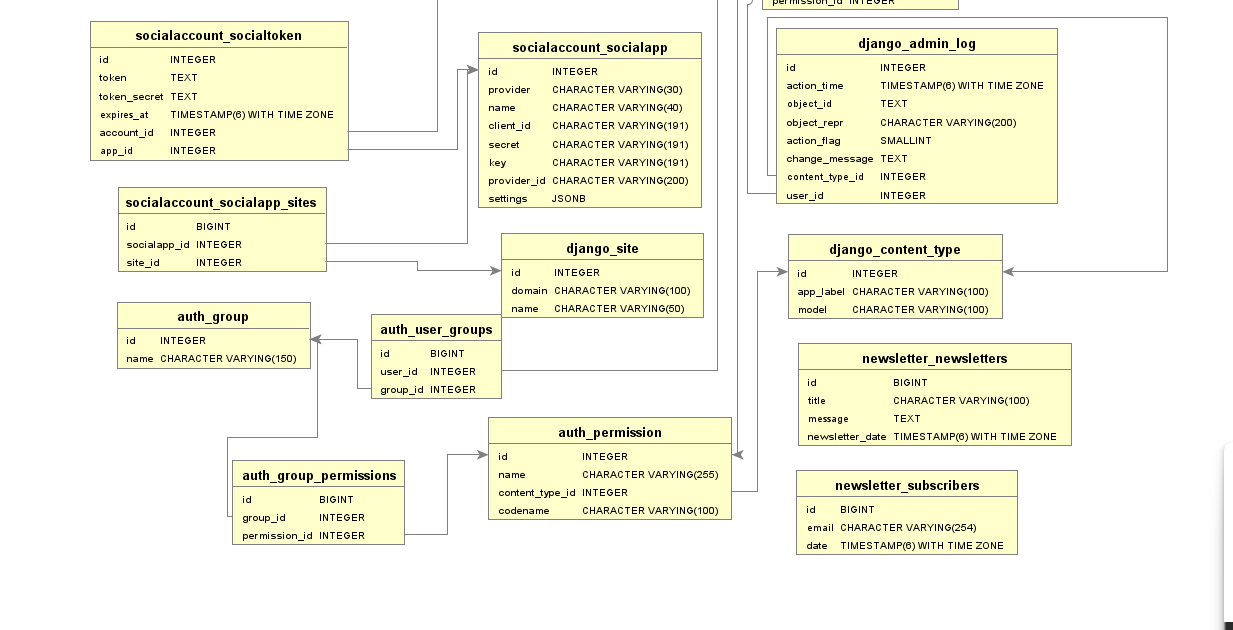 permission_id INTEGER
socialaccount_socialtoken
id INTEGER
token TEXT
token_secret TEXT
expires_at TIMESTAMP(6) WITH TIME ZONE
account_id INTEGER
app_id INTEGER
socialaccount_socialapp
id INTEGER
provider CHARACTER VARYING(30)
name CHARACTER VARYING(40)
client_id CHARACTER VARYING(191)
secret CHARACTER VARYING(191)
key CHARACTER VARYING(191)
provider_id CHARACTER VARYING(200)
settings JSONB
django_admin_log
id INTEGER
action_time TIMESTAMP(6) WITH TIME ZONE
object_id TEXT
object_repr CHARACTER VARYING(200)
action_flag SMALLINT
change_message TEXT
content_type_id INTEGER
user_id INTEGER
socialaccount_socialapp_sites
id BIGINT
socialapp_id INTEGER
site_id INTEGER
django_site
id INTEGER
domain CHARACTER VARYING(100)
name CHARACTER VARYING(50)
django_content_type
id INTEGER
app_label CHARACTER VARYING(100)
model CHARACTER VARYING(100)
auth_group
id INTEGER
name CHARACTER VARYING(150)
auth_user_groups
id BIGINT
user_id INTEGER
group_id INTEGER
newsletter_newsletters
id BIGINT
title CHARACTER VARYING(100)
message TEXT
newsletter_date TIMESTAMP(6) WITH TIME ZONE
auth_permission
id INTEGER
name CHARACTER VARYING(255)
content_type_id INTEGER
codename CHARACTER VARYING(100)
auth_group_permissions
id BIGINT
group_id INTEGER
permission_id INTEGER
newsletter_subscribers
id BIGINT
email CHARACTER VARYING(254)
date TIMESTAMP(6) WITH TIME ZONE